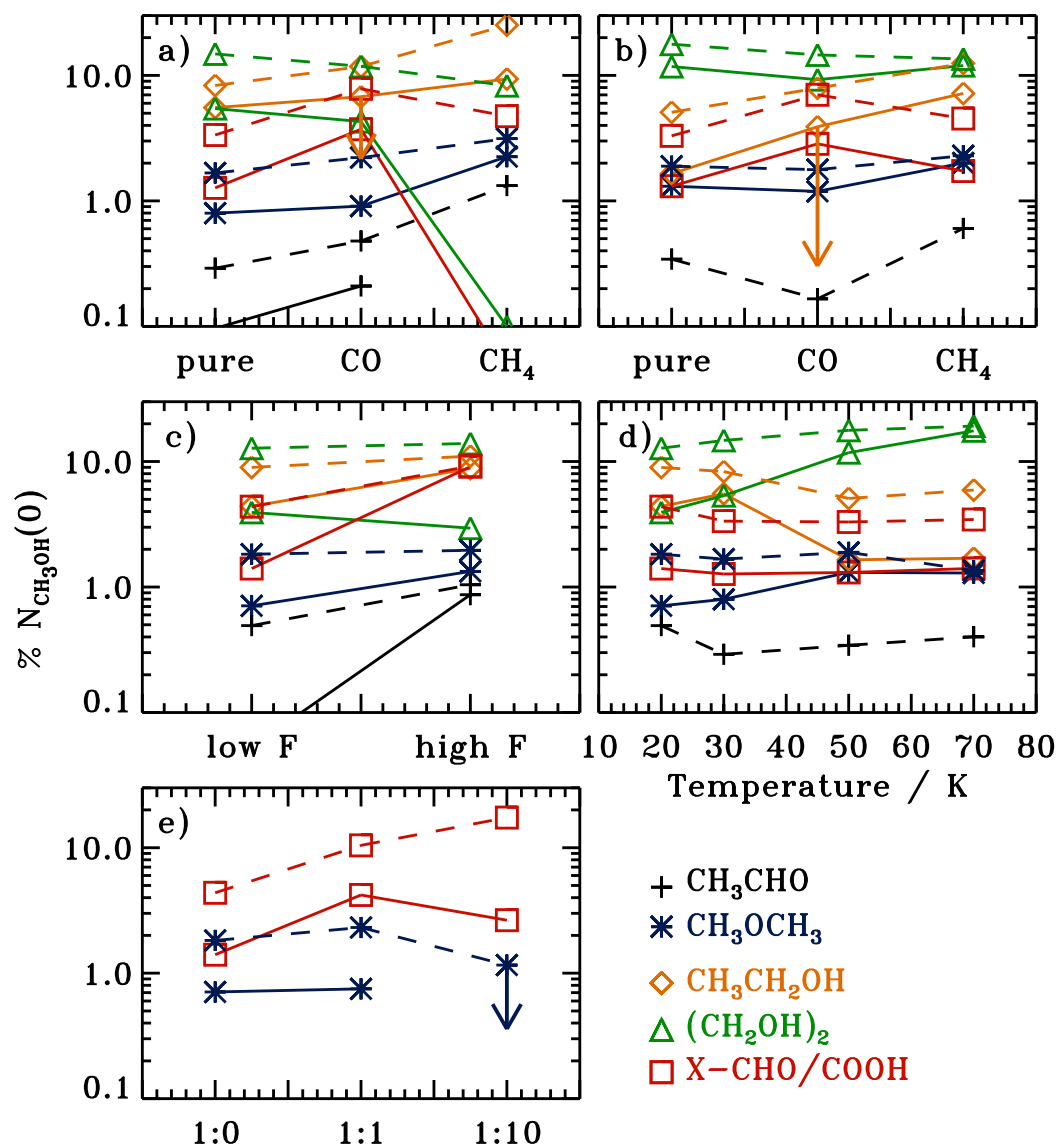 a)
10.0
1.0
0.1
pure CO CH₄
b)
pure CO CH₄
% N_CH₃OH(0)
c)
10.0
1.0
0.1
low F high F
d)
10 20 30 40 50 60 70 80
Temperature / K
e)
10.0
1.0
0.1
1:0 1:1 1:10
CH₃CHO
CH₃OCH₃
CH₃CH₂OH
(CH₂OH)₂
X-CHO/COOH